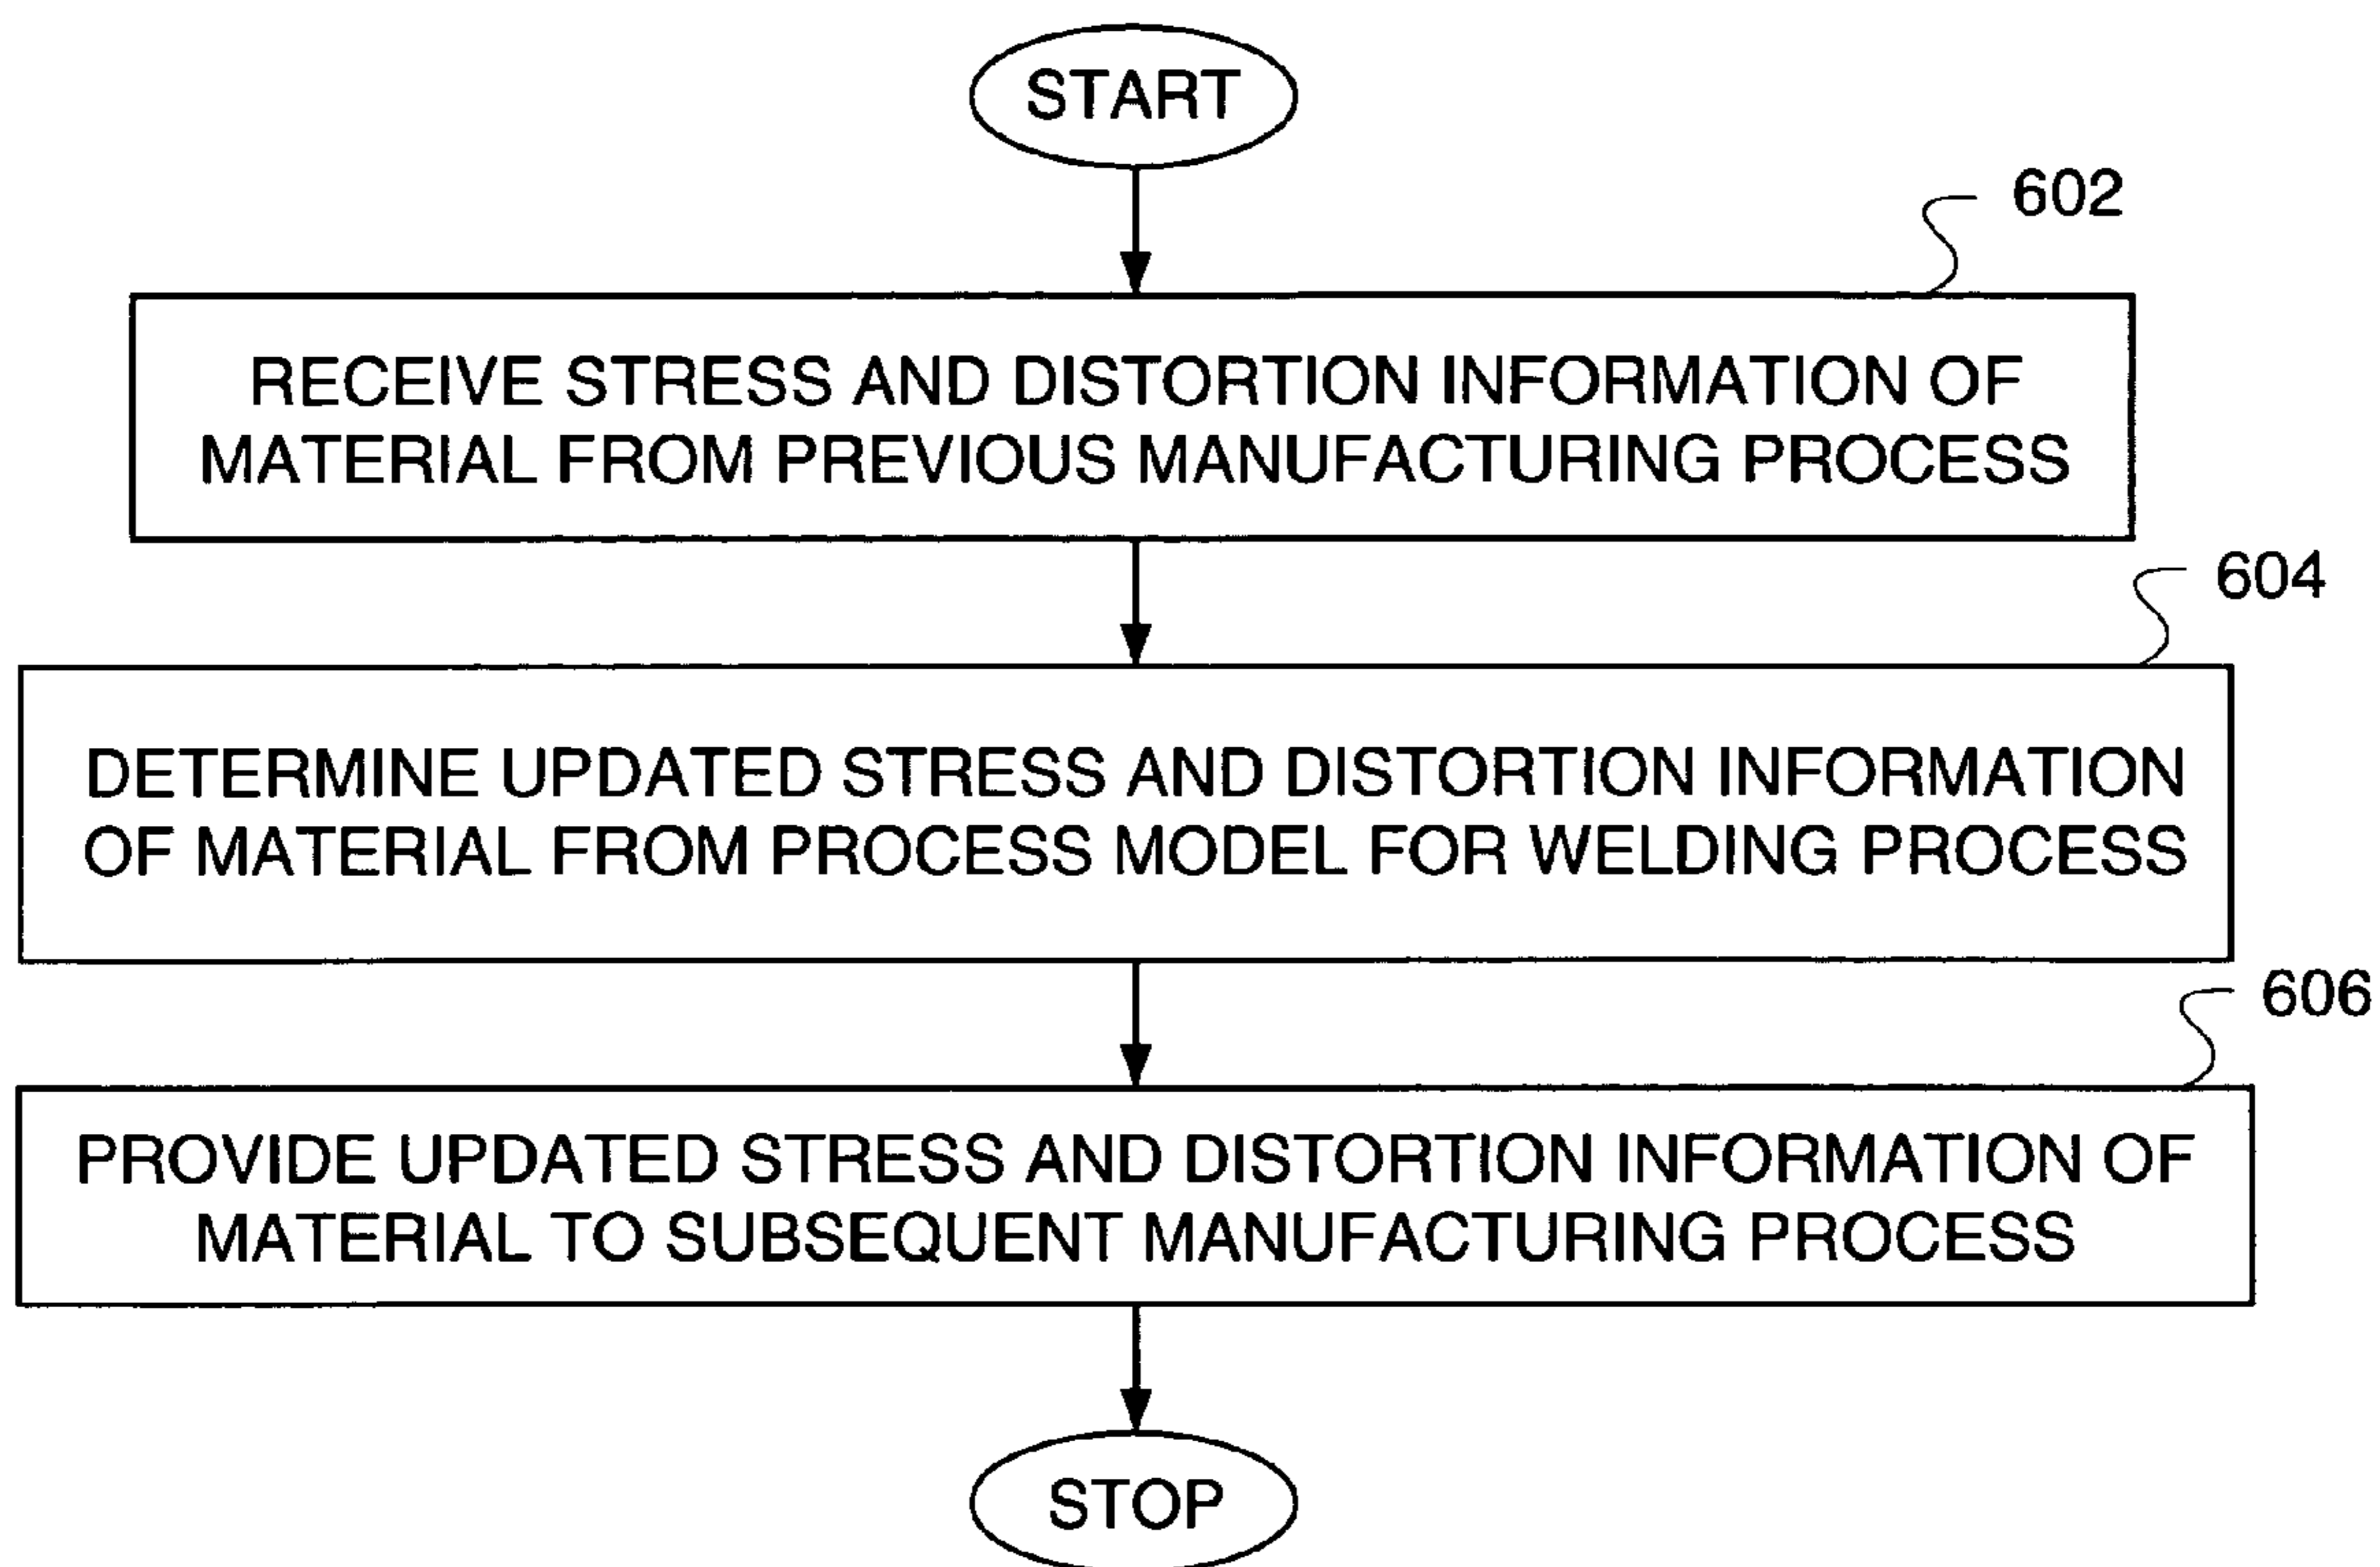 START
602
RECEIVE STRESS AND DISTORTION INFORMATION OF
MATERIAL FROM PREVIOUS MANUFACTURING PROCESS
604
DETERMINE UPDATED STRESS AND DISTORTION INFORMATION
OF MATERIAL FROM PROCESS MODEL FOR WELDING PROCESS
606
PROVIDE UPDATED STRESS AND DISTORTION INFORMATION OF
MATERIAL TO SUBSEQUENT MANUFACTURING PROCESS
STOP